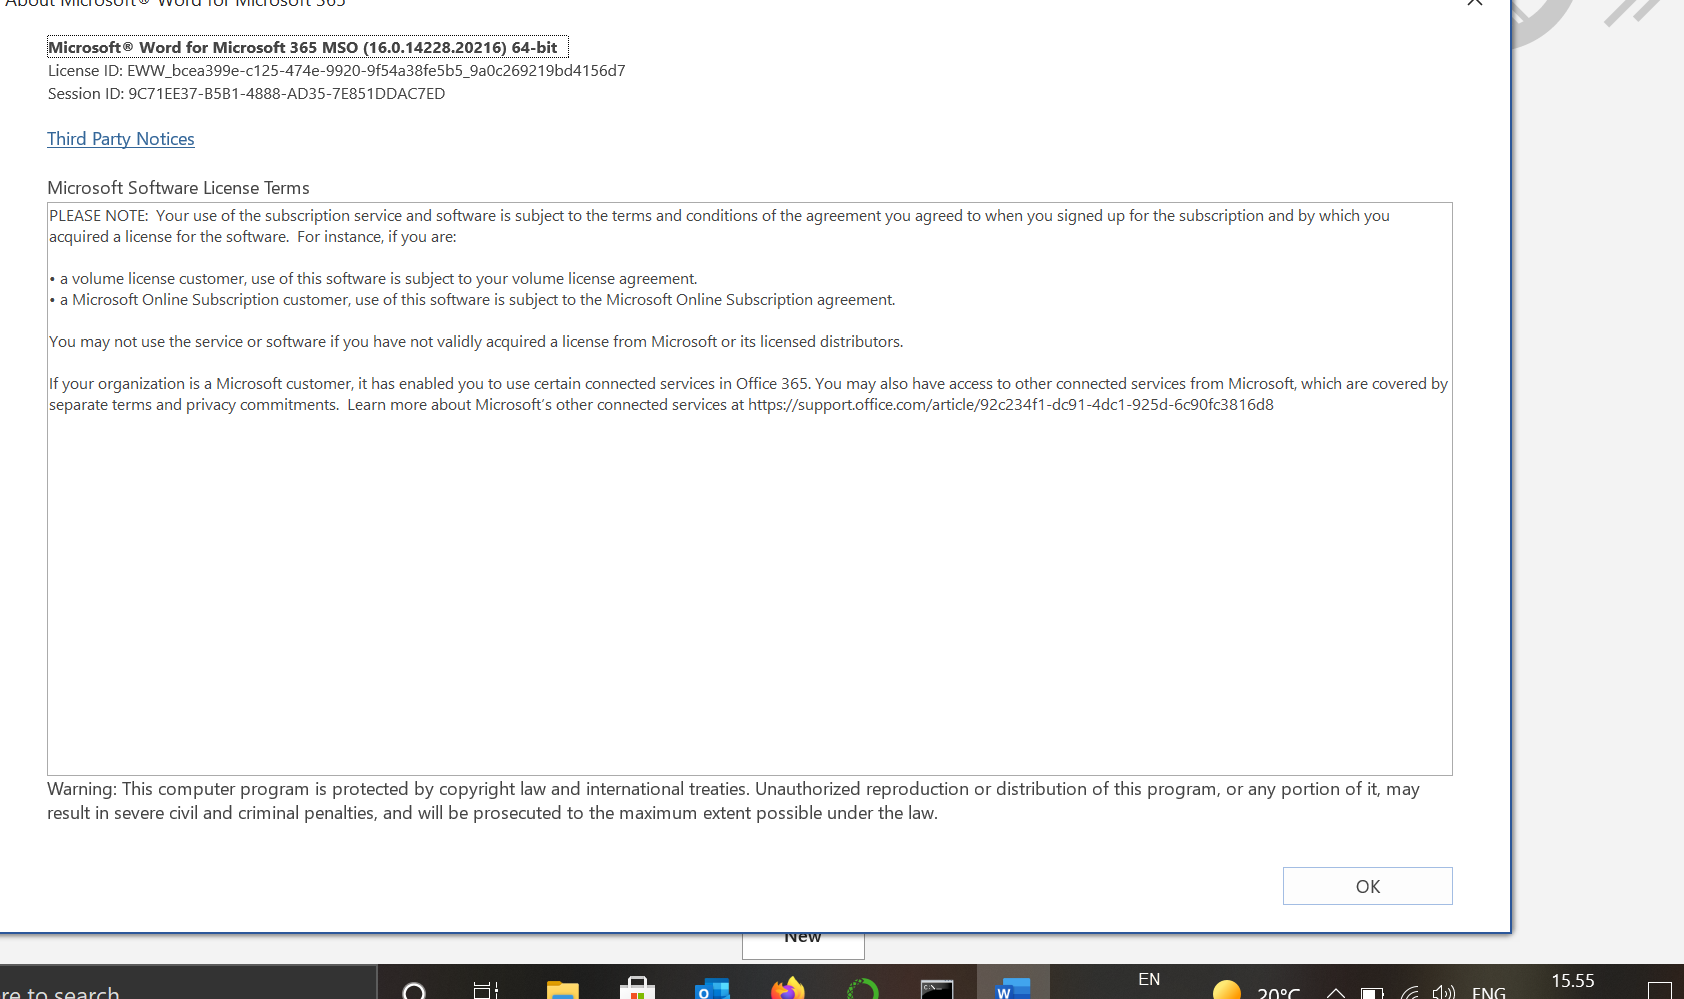 About Microsoft® Word for Microsoft 365
Microsoft® Word for Microsoft 365 MSO (16.0.14228.20216) 64-bit
License ID: EWW_bcea399e-c125-474e-9920-9f54a38fe5b5_9a0c269219bd4156d7
Session ID: 9C71EE37-B5B1-4888-AD35-7E851DDAC7ED
Third Party Notices
Microsoft Software License Terms
PLEASE NOTE:  Your use of the subscription service and software is subject to the terms and conditions of the agreement you agreed to when you signed up for the subscription and by which you
acquired a license for the software.  For instance, if you are:
• a volume license customer, use of this software is subject to your volume license agreement.
• a Microsoft Online Subscription customer, use of this software is subject to the Microsoft Online Subscription agreement.
You may not use the service or software if you have not validly acquired a license from Microsoft or its licensed distributors.
If your organization is a Microsoft customer, it has enabled you to use certain connected services in Office 365. You may also have access to other connected services from Microsoft, which are covered by
separate terms and privacy commitments.  Learn more about Microsoft's other connected services at https://support.office.com/article/92c234f1-dc91-4dc1-925d-6c90fc3816d8
Warning: This computer program is protected by copyright law and international treaties. Unauthorized reproduction or distribution of this program, or any portion of it, may
result in severe civil and criminal penalties, and will be prosecuted to the maximum extent possible under the law.
OK
New
re to search
EN
20°C
ENG
15.55